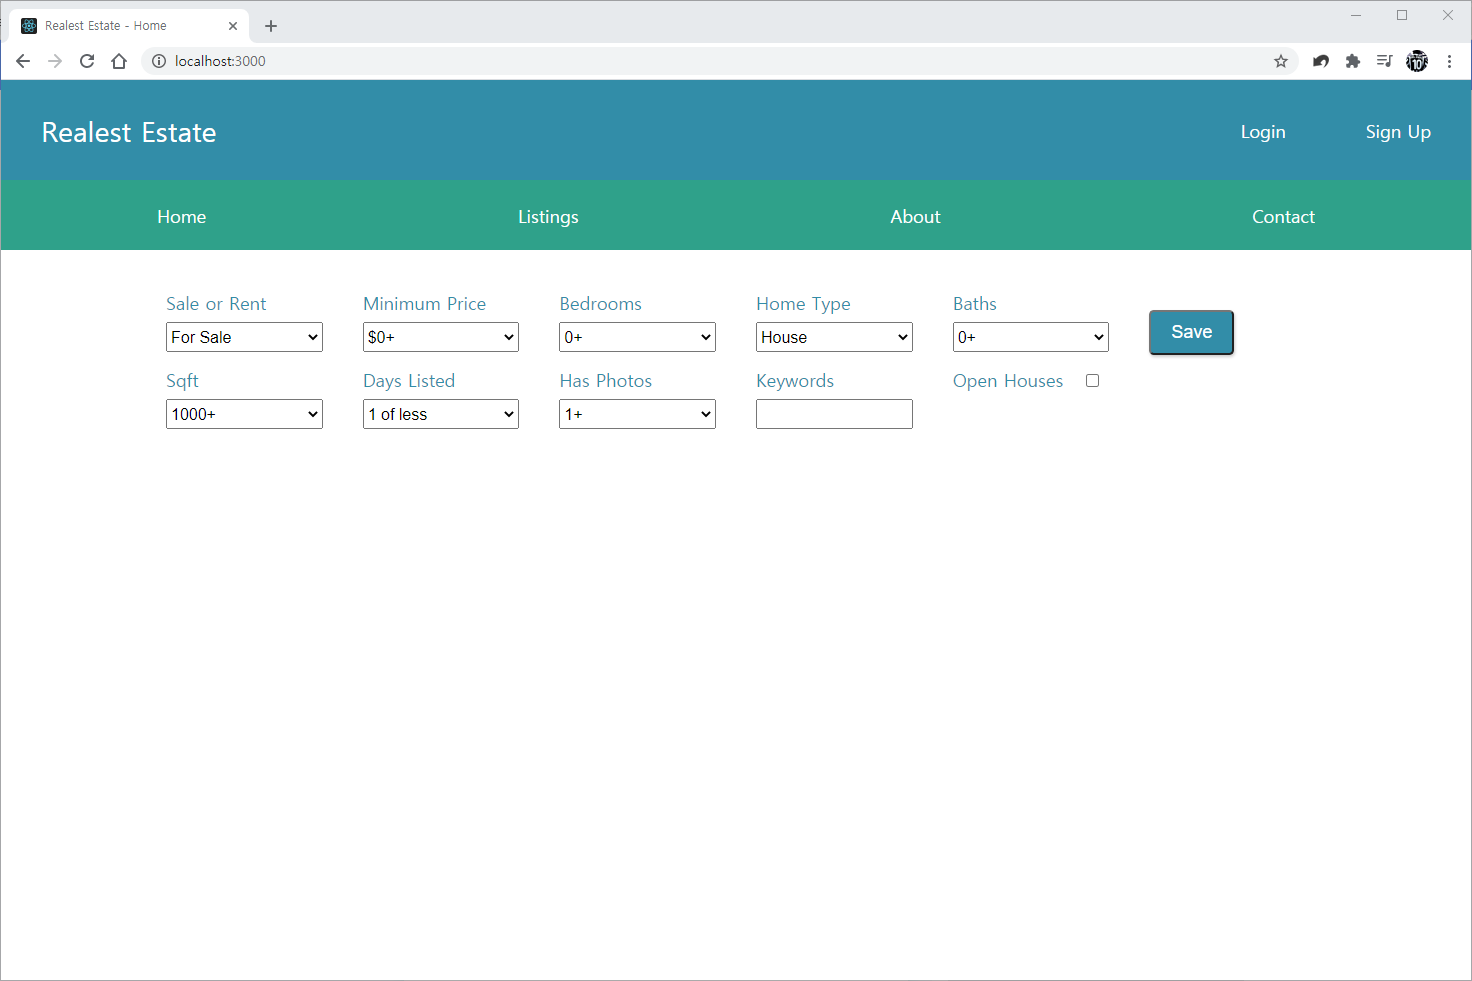 Realest Estate - Home
localhost:3000
Realest Estate
Login
Sign Up
Home
Listings
About
Contact
Sale or Rent
Minimum Price
Bedrooms
Home Type
Baths
For Sale
$0+
0+
House
0+
Save
Sqft
Days Listed
Has Photos
Keywords
Open Houses
1000+
1 of less
1+